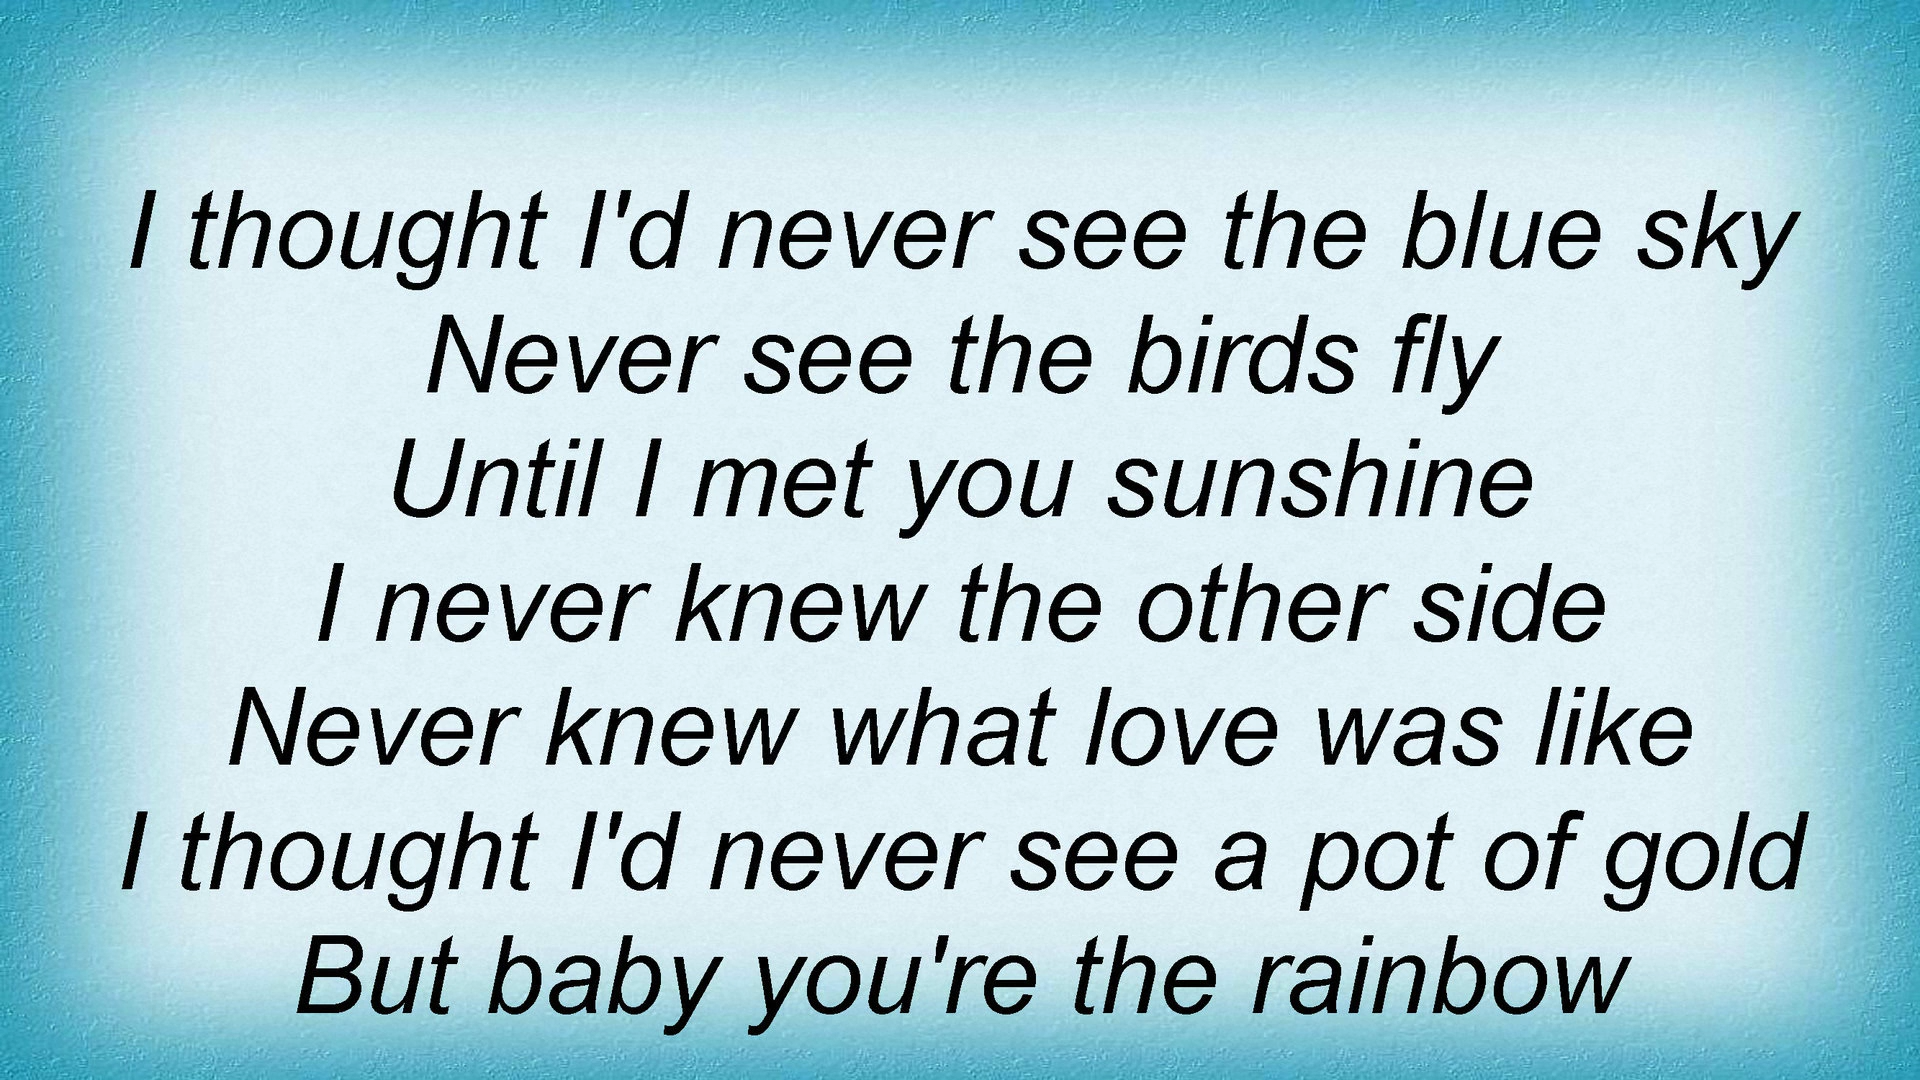 I thought I'd never see the blue sky
Never see the birds fly
Until I met you sunshine
I never knew the other side
Never knew what love was like
I thought I'd never see a pot of gold
But baby you're the rainbow